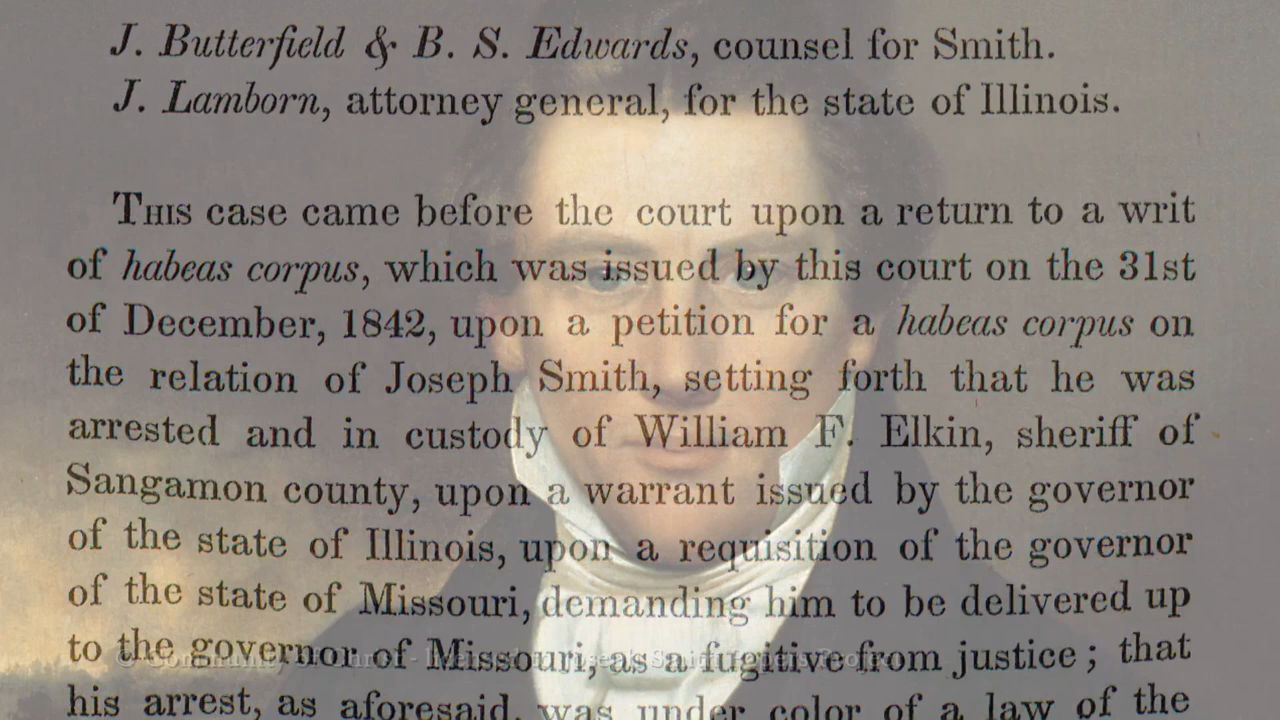 J. Butterfield & B. S. Edwards, counsel for Smith.
J. Lamborn, attorney general, for the state of Illinois.
THIS case came before the court upon a return to a writ
of habeas corpus, which was issued by this court on the 31st
of December, 1842, upon a petition for a habeas corpus on
the relation of Joseph Smith, setting forth that he was
arrested and in custody of William F. Elkin, sheriff of
Sangamon county, upon a warrant issued by the governor
of the state of Illinois, upon a requisition of the governor
of the state of Missouri, demanding him to be delivered up
to the governor of Missouri, as a fugitive from justice; that
his arrest, as aforesaid, was under color of a law of the